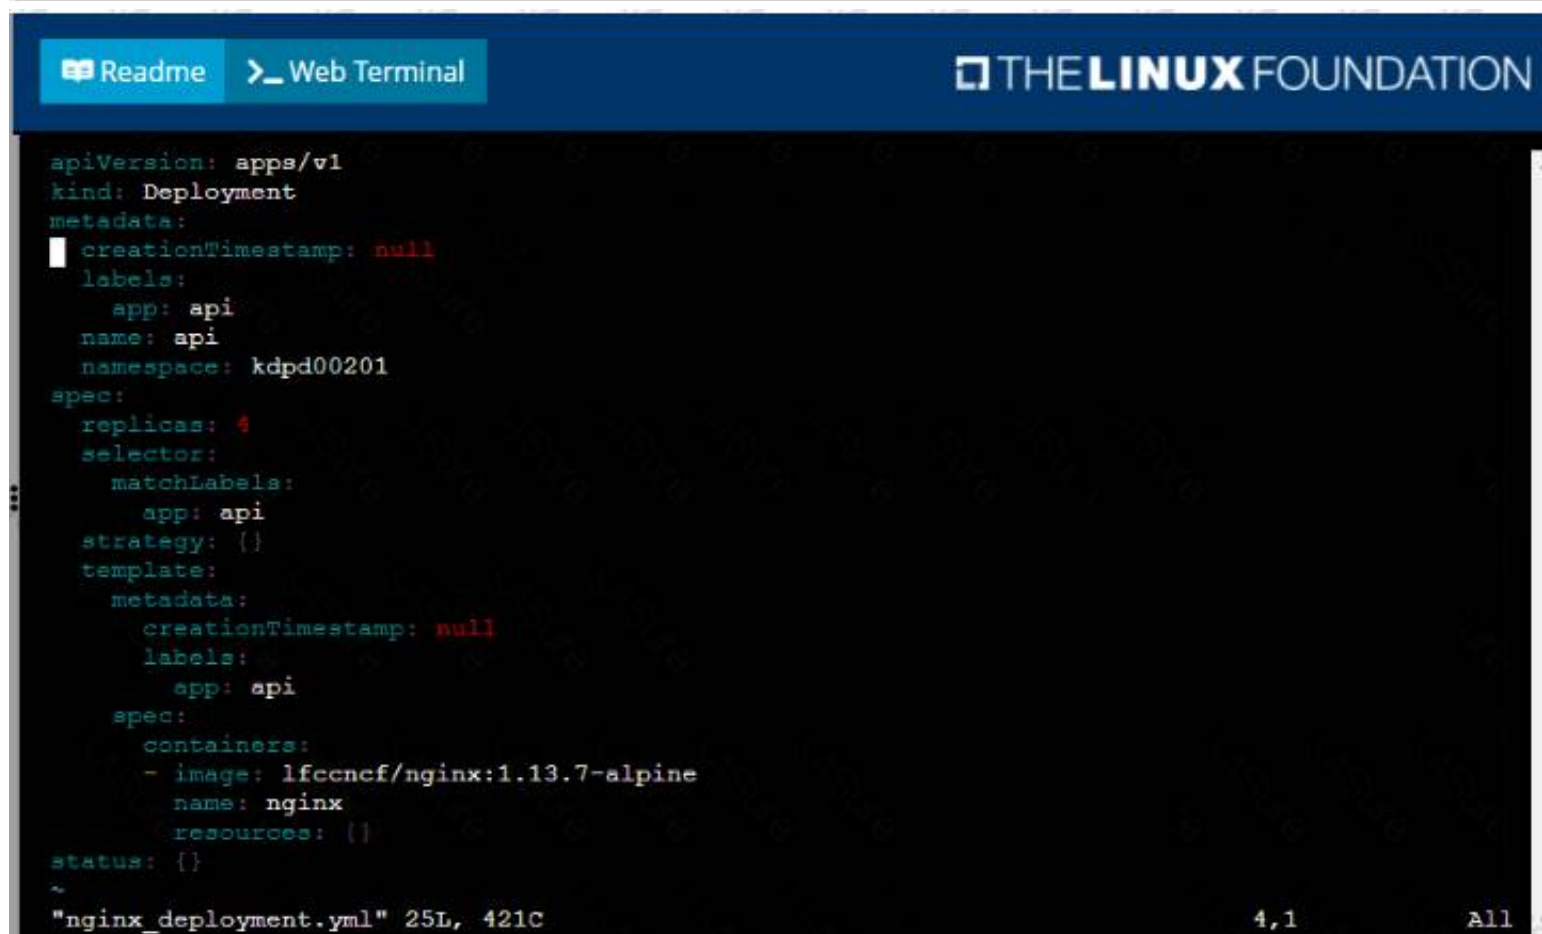 Readme >_ Web Terminal THE LINUX FOUNDATION
apiVersion: apps/v1
kind: Deployment
metadata:
  creationTimestamp: null
  labels:
    app: api
  name: api
  namespace: kdpd00201
spec:
  replicas: 4
  selector:
    matchLabels:
      app: api
  strategy: {}
  template:
    metadata:
      creationTimestamp: null
      labels:
        app: api
    spec:
      containers:
      - image: lfccncf/nginx:1.13.7-alpine
        name: nginx
        resources: {}
status: {}
~
"nginx_deployment.yml" 25L, 421C 4,1 All